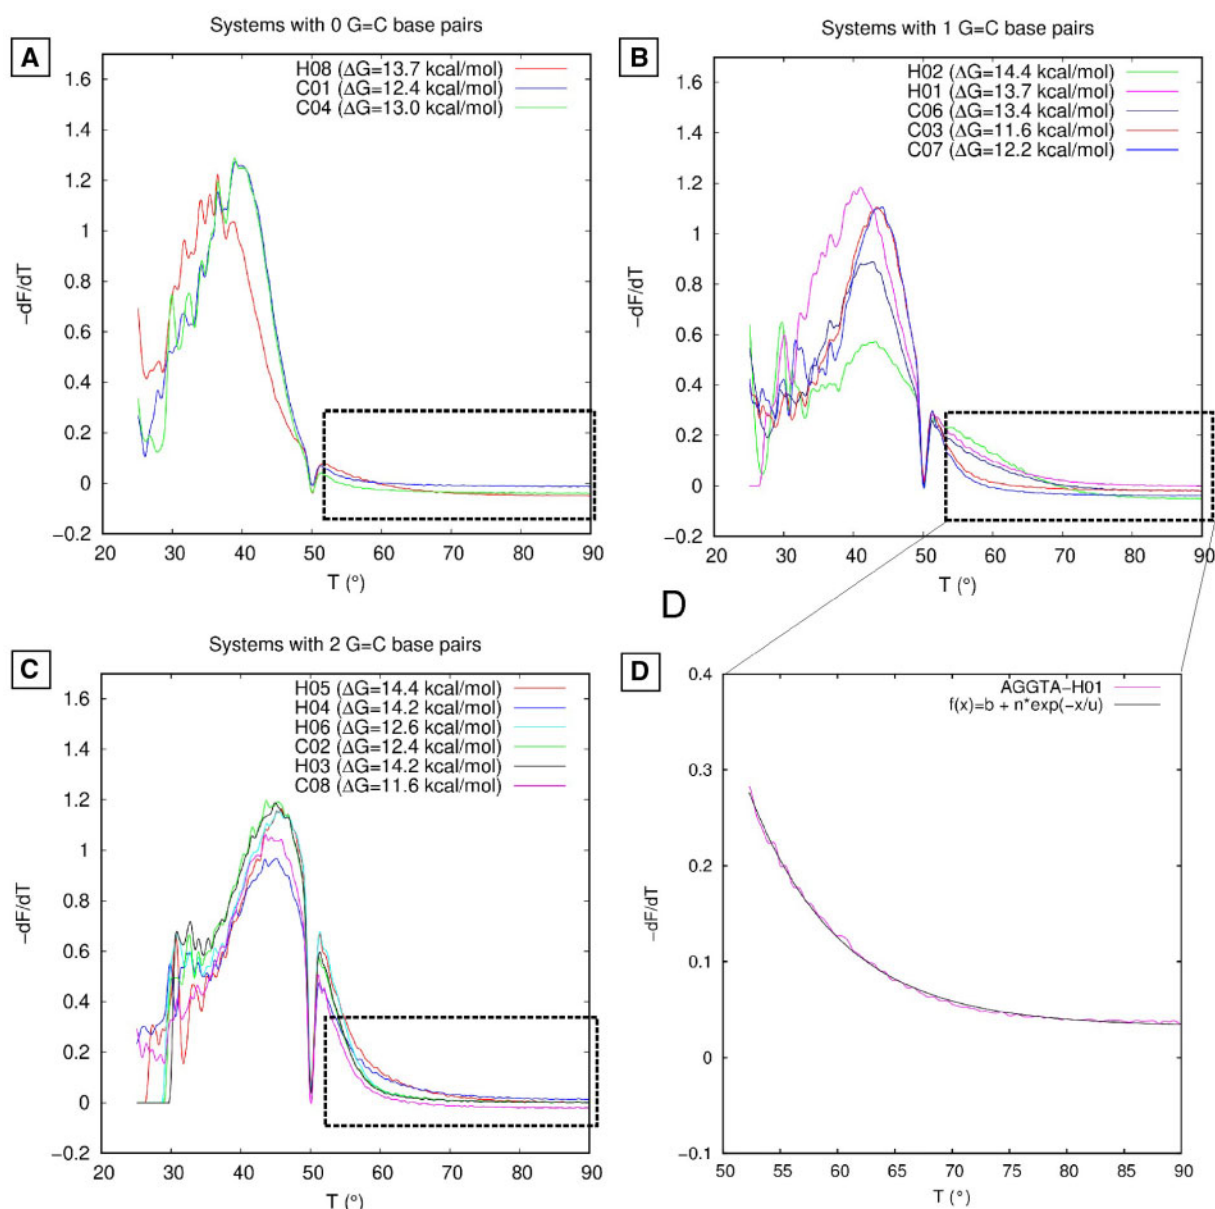 Systems with 0 G=C base pairs
A
H08 (ΔG=13.7 kcal/mol)
C01 (ΔG=12.4 kcal/mol)
C04 (ΔG=13.0 kcal/mol)
1.6
1.4
1.2
1
0.8
0.6
0.4
0.2
0
−0.2
-dF/dT
20 30 40 50 60 70 80 90
T (°)
Systems with 1 G=C base pairs
B
H02 (ΔG=14.4 kcal/mol)
H01 (ΔG=13.7 kcal/mol)
C06 (ΔG=13.4 kcal/mol)
C03 (ΔG=11.6 kcal/mol)
C07 (ΔG=12.2 kcal/mol)
1.6
1.4
1.2
1
0.8
0.6
0.4
0.2
0
−0.2
-dF/dT
20 30 40 50 60 70 80 90
T (°)
D
Systems with 2 G=C base pairs
C
H05 (ΔG=14.4 kcal/mol)
H04 (ΔG=14.2 kcal/mol)
H06 (ΔG=12.6 kcal/mol)
C02 (ΔG=12.4 kcal/mol)
H03 (ΔG=14.2 kcal/mol)
C08 (ΔG=11.6 kcal/mol)
1.6
1.4
1.2
1
0.8
0.6
0.4
0.2
0
−0.2
-dF/dT
20 30 40 50 60 70 80 90
T (°)
D
AGGTA−H01
f(x)=b + n*exp(−x/u)
0.4
0.3
0.2
0.1
0
−0.1
-dF/dT
50 55 60 65 70 75 80 85 90
T (°)